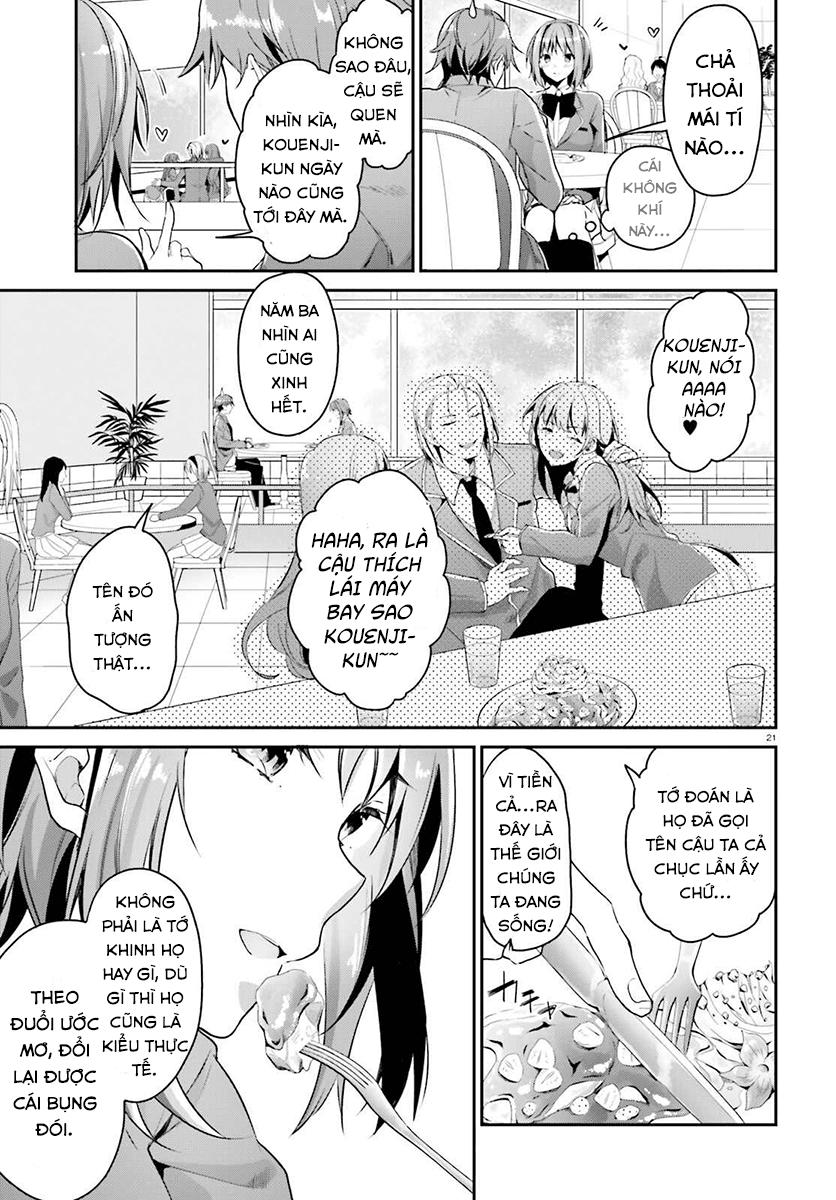 CHẢ
THOẢI
MÁI TÍ
NÀO...
CÁI
KHÔNG
KHÍ
NÀY...
KHÔNG
SAO ĐÂU,
CẬU SẼ
QUEN
MÀ.
NHÌN KÌA,
KOUENJI-
KUN NGÀY
NÀO CŨNG
TỚI ĐÂY MÀ.
KOUENJI-
KUN, NÓI
AAAA
NÀO!
♥
NĂM BA
NHÌN AI
CŨNG
XINH
HẾT.
HAHA, RA LÀ
CẬU THÍCH
LÁI MÁY
BAY SAO
KOUENJI-
KUN~~
TÊN ĐÓ
ẤN
TƯỢNG
THẬT...
21
TỚ ĐOÁN LÀ
HỌ ĐÃ GỌI
TÊN CẬU TA CẢ
CHỤC LẦN ẤY
CHỨ...
VÌ TIỀN
CẢ...RA
ĐÂY LÀ
THẾ GIỚI
CHÚNG
TA ĐANG
SỐNG!
KHÔNG
PHẢI LÀ TỚ
KHINH HỌ
HAY GÌ, DÙ
GÌ THÌ HỌ
CŨNG LÀ
KIỂU THỰC
TẾ.
THEO
ĐUỔI ƯỚC
MƠ, ĐỔI
LẠI ĐƯỢC
CÁI BỤNG
ĐÓI.